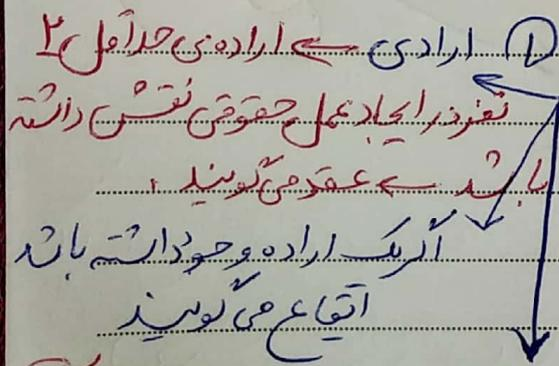 ① ارادی ← اراده‌ی حداقل ۲
نفر در ایجاد عمل حقوقی نقش داشته
باشد ← عقد می‌گویند.
اگر یک اراده وجود داشته باشد
اتقاع می‌گویند